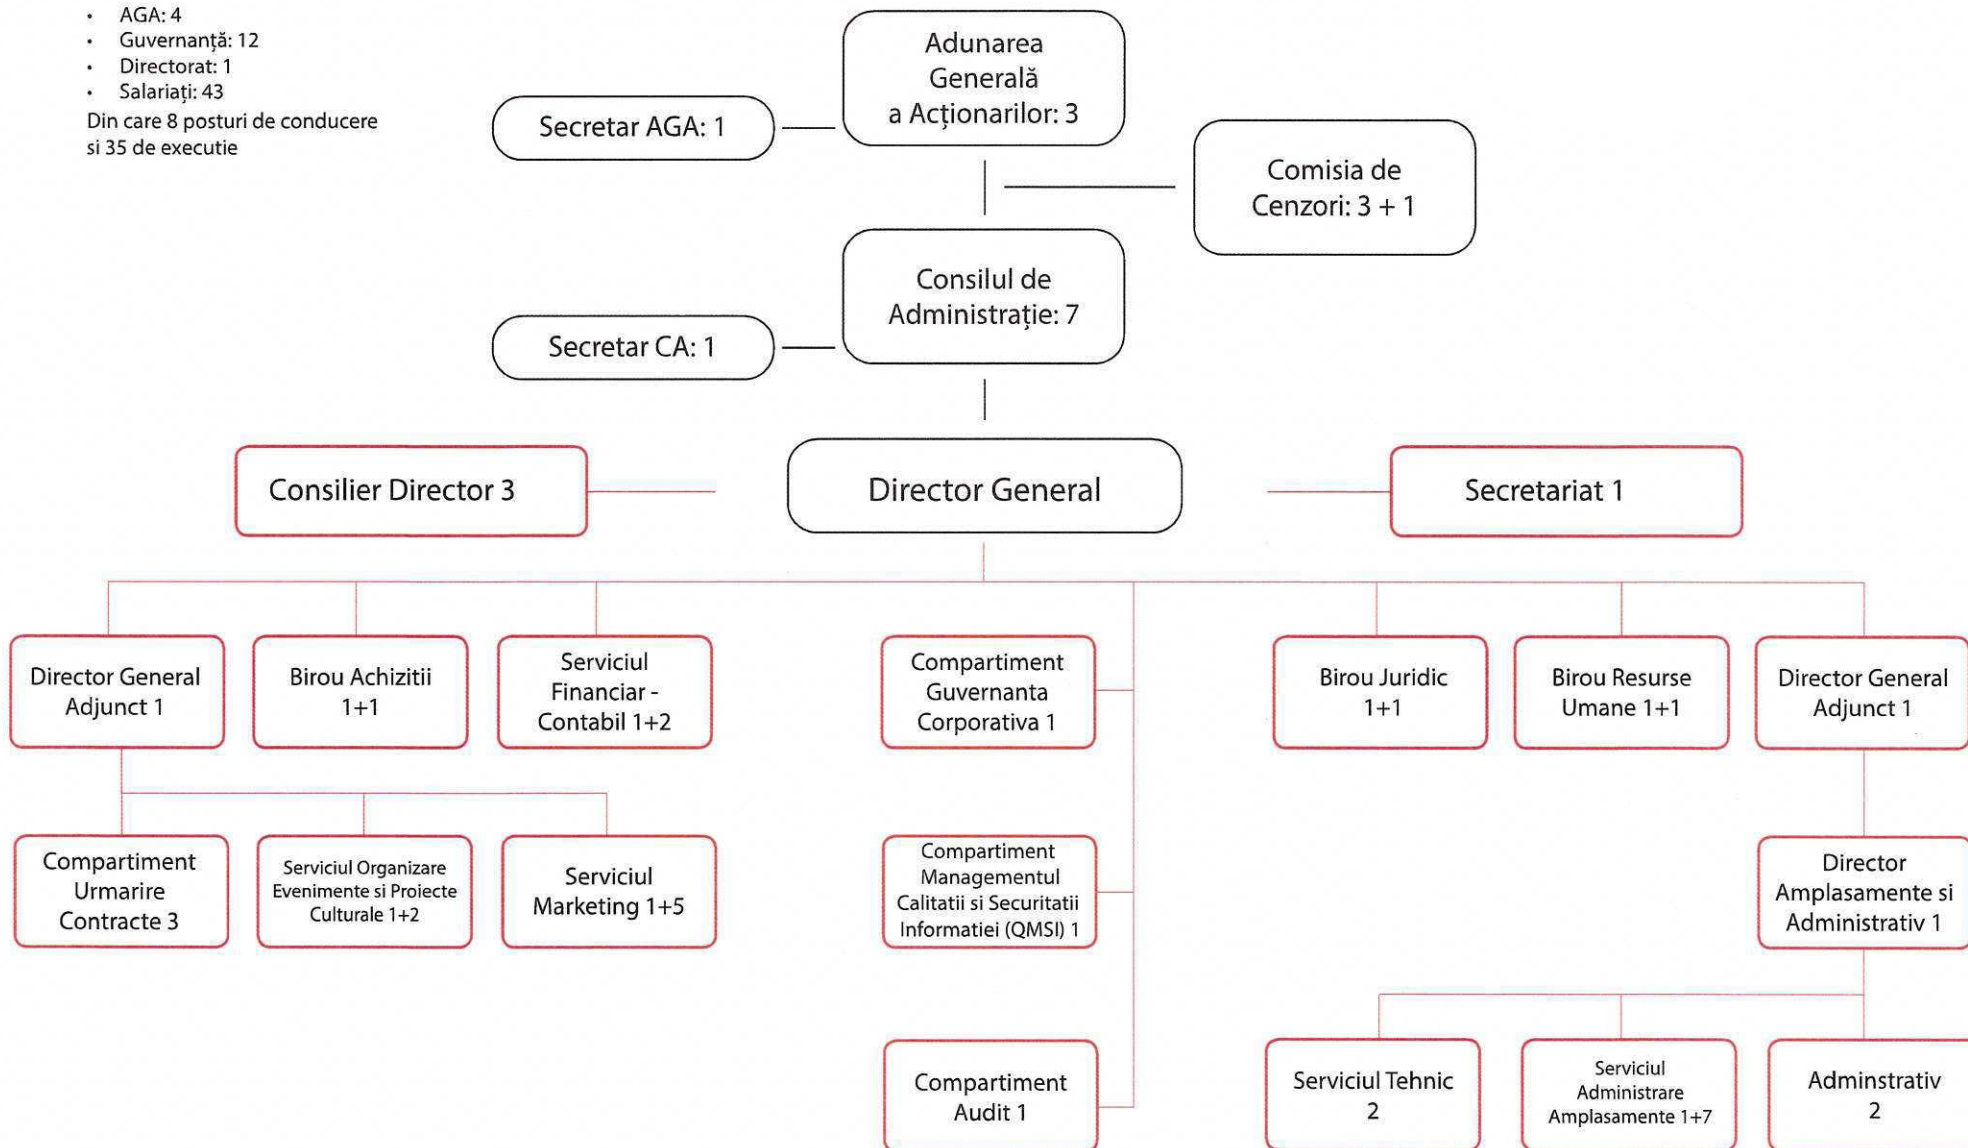 • AGA: 4
• Guvernanță: 12
• Directorat: 1
• Salariați: 43
Din care 8 posturi de conducere
si 35 de executie
Adunarea
Generală
a Acționarilor: 3
Secretar AGA: 1
Comisia de
Cenzori: 3 + 1
Consilul de
Administrație: 7
Secretar CA: 1
Consilier Director 3
Director General
Secretariat 1
Director General
Adjunct 1
Birou Achizitii
1+1
Serviciul
Financiar -
Contabil 1+2
Compartiment
Guvernanta
Corporativa 1
Birou Juridic
1+1
Birou Resurse
Umane 1+1
Director General
Adjunct 1
Compartiment
Urmarire
Contracte 3
Serviciul Organizare
Evenimente si Proiecte
Culturale 1+2
Serviciul
Marketing 1+5
Compartiment
Managementul
Calitatii si Securitatii
Informatiei (QMSI) 1
Director
Amplasamente si
Administrativ 1
Compartiment
Audit 1
Serviciul Tehnic
2
Serviciul
Administrare
Amplasamente 1+7
Adminstrativ
2